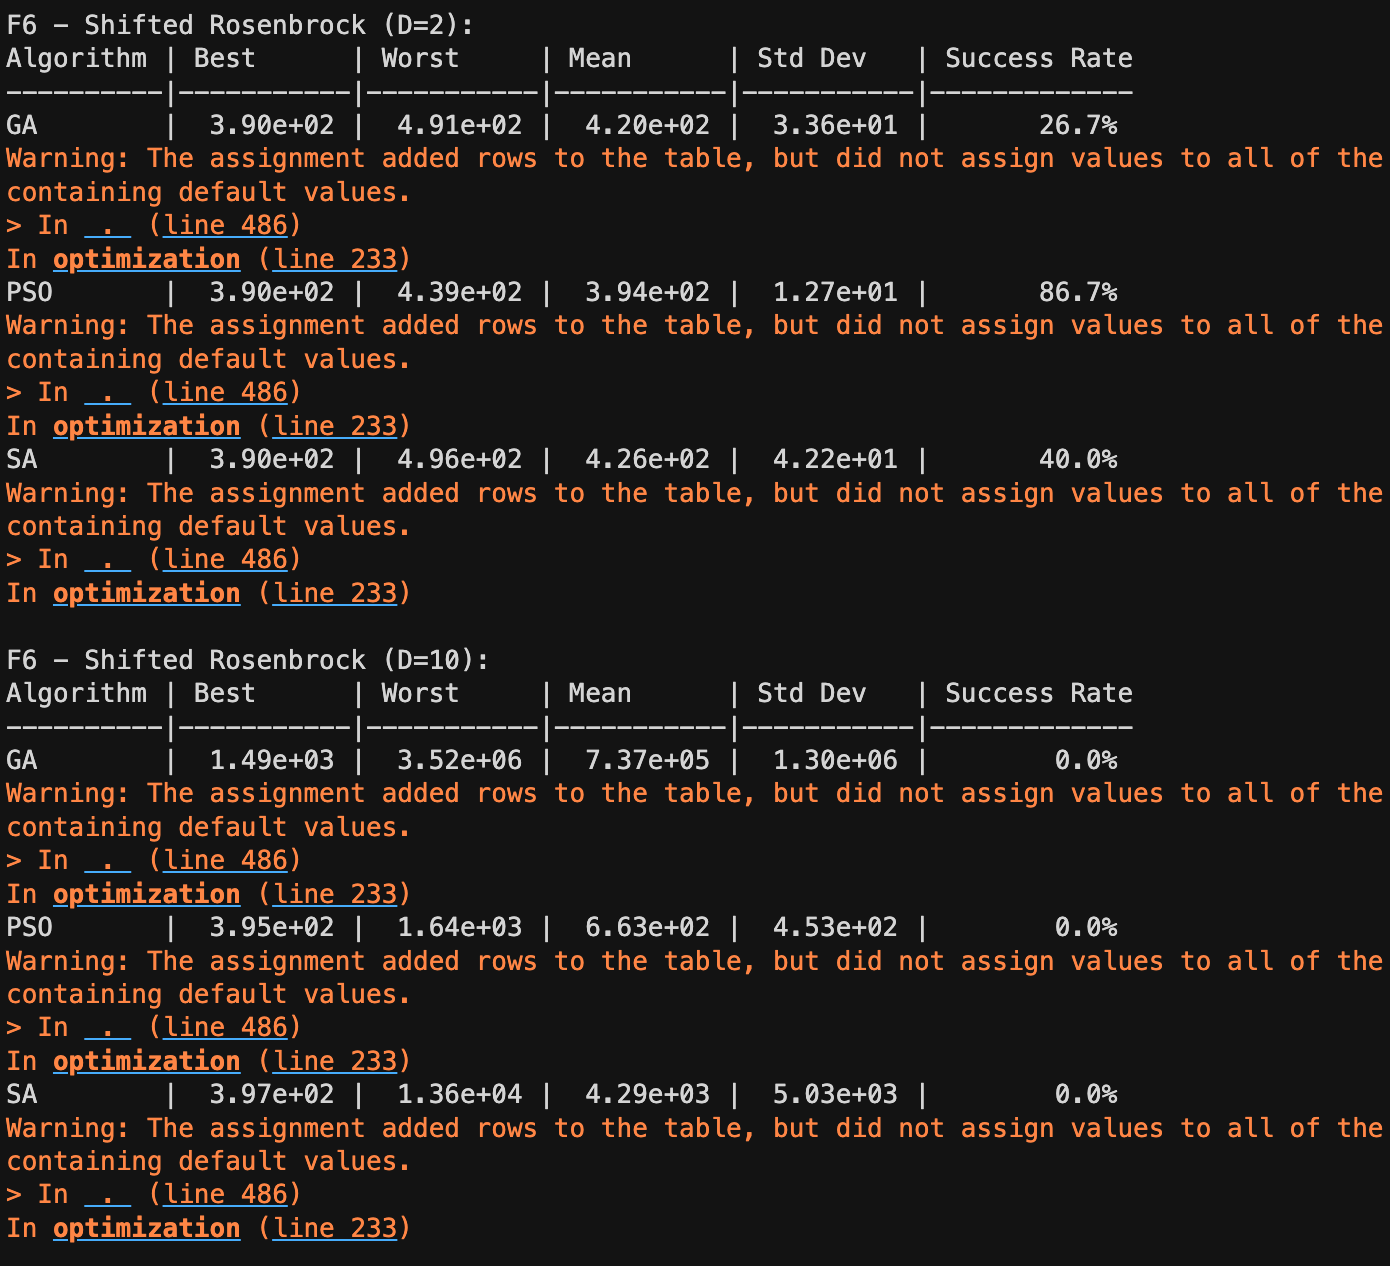 F6 - Shifted Rosenbrock (D=2):
Algorithm | Best      | Worst     | Mean      | Std Dev   | Success Rate
----------|-----------|-----------|-----------|-----------|-------------
GA        |  3.90e+02 |  4.91e+02 |  4.20e+02 |  3.36e+01 |       26.7%
Warning: The assignment added rows to the table, but did not assign values to all of the
containing default values.
> In  .  (line 486)
In optimization (line 233)
PSO       |  3.90e+02 |  4.39e+02 |  3.94e+02 |  1.27e+01 |       86.7%
Warning: The assignment added rows to the table, but did not assign values to all of the
containing default values.
> In  .  (line 486)
In optimization (line 233)
SA        |  3.90e+02 |  4.96e+02 |  4.26e+02 |  4.22e+01 |       40.0%
Warning: The assignment added rows to the table, but did not assign values to all of the
containing default values.
> In  .  (line 486)
In optimization (line 233)

F6 - Shifted Rosenbrock (D=10):
Algorithm | Best      | Worst     | Mean      | Std Dev   | Success Rate
----------|-----------|-----------|-----------|-----------|-------------
GA        |  1.49e+03 |  3.52e+06 |  7.37e+05 |  1.30e+06 |        0.0%
Warning: The assignment added rows to the table, but did not assign values to all of the
containing default values.
> In  .  (line 486)
In optimization (line 233)
PSO       |  3.95e+02 |  1.64e+03 |  6.63e+02 |  4.53e+02 |        0.0%
Warning: The assignment added rows to the table, but did not assign values to all of the
containing default values.
> In  .  (line 486)
In optimization (line 233)
SA        |  3.97e+02 |  1.36e+04 |  4.29e+03 |  5.03e+03 |        0.0%
Warning: The assignment added rows to the table, but did not assign values to all of the
containing default values.
> In  .  (line 486)
In optimization (line 233)